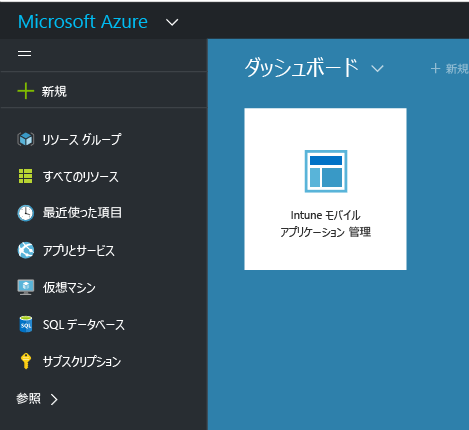 Microsoft Azure
新規
リソース グループ
すべてのリソース
最近使った項目
アプリとサービス
仮想マシン
SQL データベース
サブスクリプション
参照
ダッシュボード
+ 新規
Intune モバイル
アプリケーション 管理
SQL